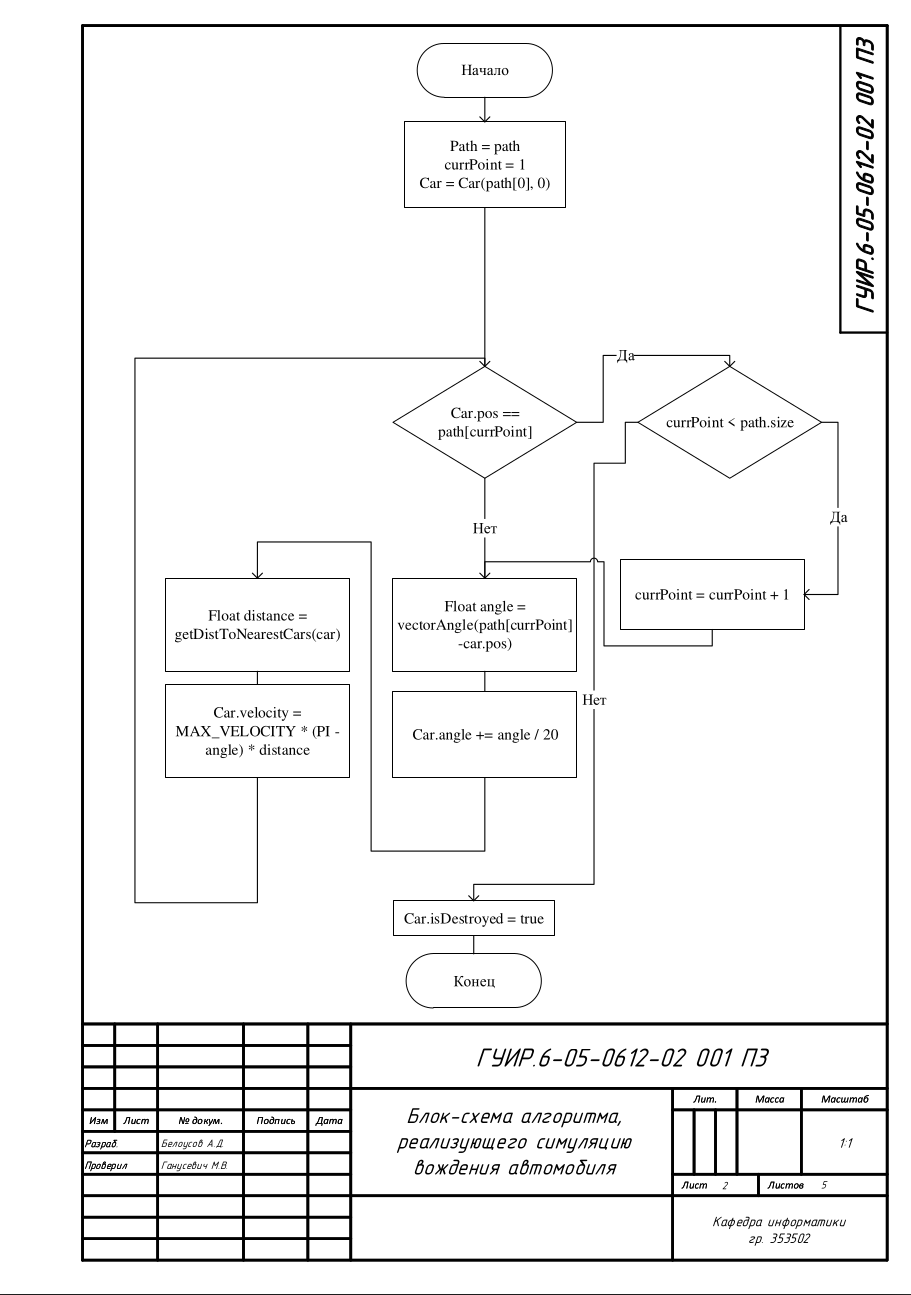 ГУИР.6-05-0612-02 001 ПЗ
Начало
Path = path
currPoint = 1
Car = Car(path[0], 0)
Да
Car.pos ==
path[currPoint]
currPoint < path.size
Да
Нет
Float distance =
getDistToNearestCars(car)
Float angle =
vectorAngle(path[currPoint]
-car.pos)
currPoint = currPoint + 1
Нет
Car.velocity =
MAX_VELOCITY * (PI -
angle) * distance
Car.angle += angle / 20
Car.isDestroyed = true
Конец
ГУИР.6-05-0612-02 001 ПЗ
Блок-схема алгоритма,
реализующего симуляцию
вождения автомобиля
Лит. Масса Масштаб
Изм Лист № докум. Подпись Дата
Разраб. Белоусов А.Д.
1:1
Проверил Ганусевич М.В.
Лист 2 Листов 5
Кафедра информатики
гр. 353502